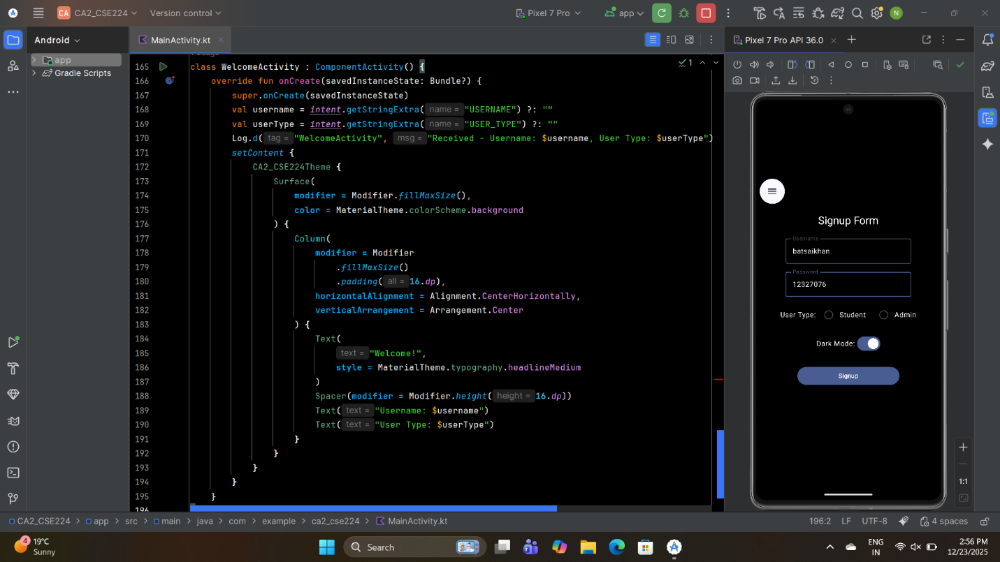 CA CA2_CSE224 Version control
Pixel 7 Pro app N
Android
MainActivity.kt
Pixel 7 Pro API 36.0
app
Gradle Scripts
1
165 class WelcomeActivity : ComponentActivity() {
166 override fun onCreate(savedInstanceState: Bundle?) {
167 super.onCreate(savedInstanceState)
168 val username = intent.getStringExtra( name = "USERNAME") ?: ""
169 val userType = intent.getStringExtra( name = "USER_TYPE") ?: ""
170 Log.d( tag = "WelcomeActivity", msg = "Received - Username: $username, User Type: $userType")
171 setContent {
172 CA2_CSE224Theme {
173 Surface(
174 modifier = Modifier.fillMaxSize(),
175 color = MaterialTheme.colorScheme.background
176 ) {
177 Column(
178 modifier = Modifier
179 .fillMaxSize()
180 .padding( all = 16.dp),
181 horizontalAlignment = Alignment.CenterHorizontally,
182 verticalArrangement = Arrangement.Center
183 ) {
184 Text(
185 text = "Welcome!",
186 style = MaterialTheme.typography.headlineMedium
187 )
188 Spacer(modifier = Modifier.height( height = 16.dp))
189 Text( text = "Username: $username")
190 Text( text = "User Type: $userType")
191 }
192 }
193 }
194 }
195 }
196
Signup Form
Username
batsaikhan
Password
12327076
User Type: Student Admin
Dark Mode:
Signup
1:1
CA2_CSE224 > app > src > main > java > com > example > ca2_cse224 > MainActivity.kt
196:2 LF UTF-8 4 spaces
4
19°C
Sunny
Search
ENG
IN
2:56 PM
12/23/2025